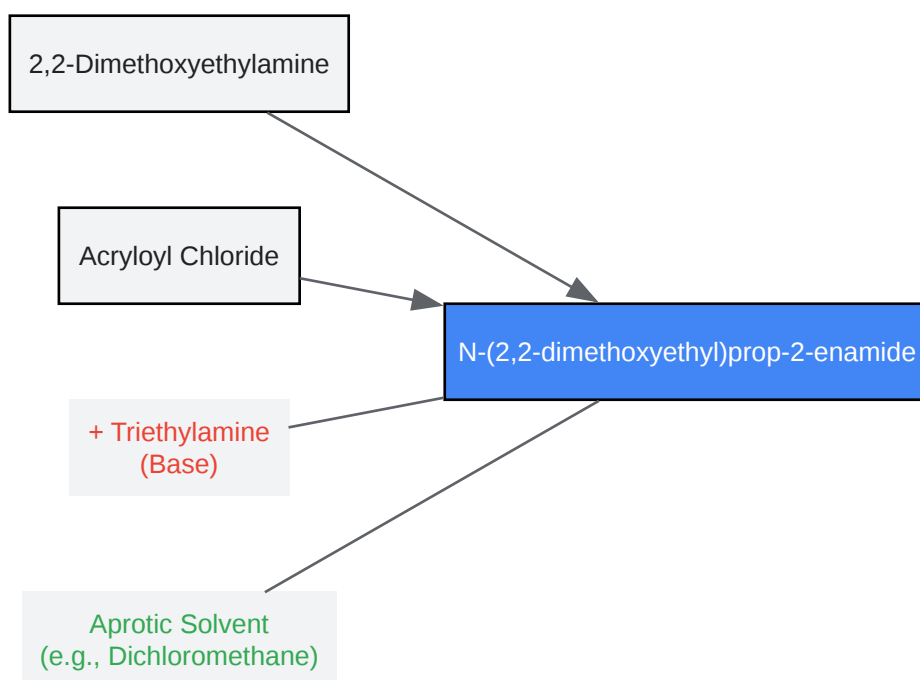 2,2-Dimethoxyethylamine
Acryloyl Chloride
N-(2,2-dimethoxyethyl)prop-2-enamide
+ Triethylamine
(Base)
Aprotic Solvent
(e.g., Dichloromethane)